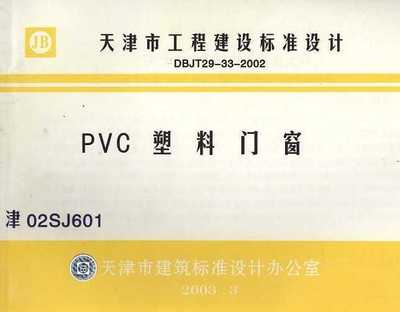 JB
天津市工程建设标准设计
DBJT29-33-2002
PVC 塑料门窗
津 02SJ601
天津市建筑标准设计办公室
2003.3